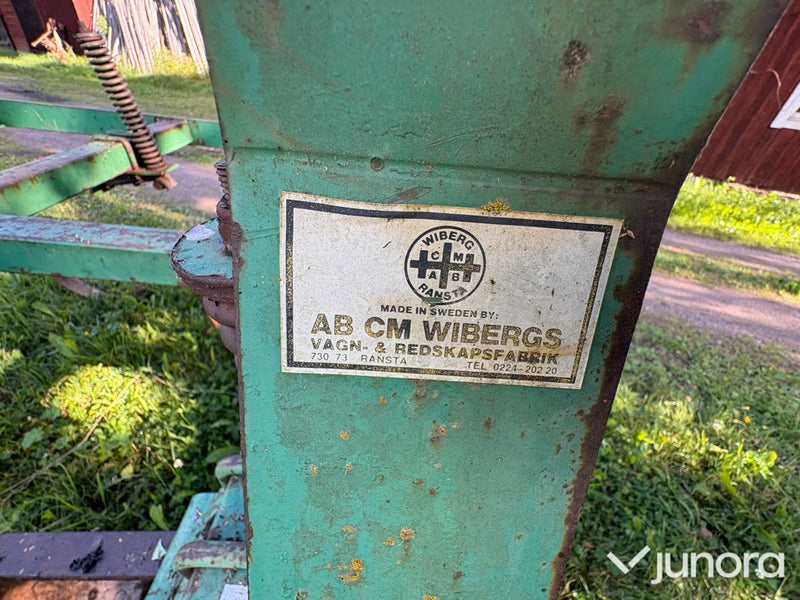 WIBERG
C M
A B
RANSTA
MADE IN SWEDEN BY:
AB CM WIBERGS
VAGN- & REDSKAPSFABRIK
730 73 RANSTA TEL 0224-202 20
junora